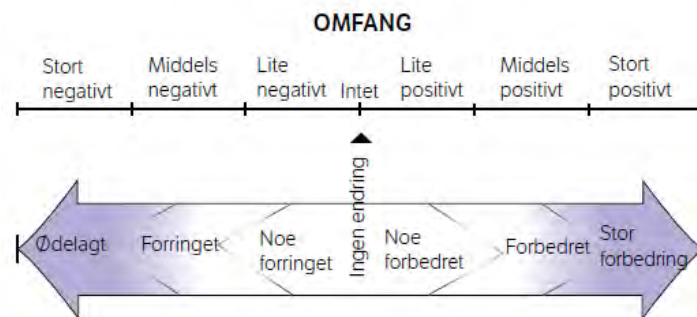 OMFANG
Stort negativt
Middels negativt
Lite negativt
Intet
Lite positivt
Middels positivt
Stort positivt
Ødelagt
Forringet
Noe forringet
Ingen endring
Noe forbedret
Forbedret
Stor forbedring